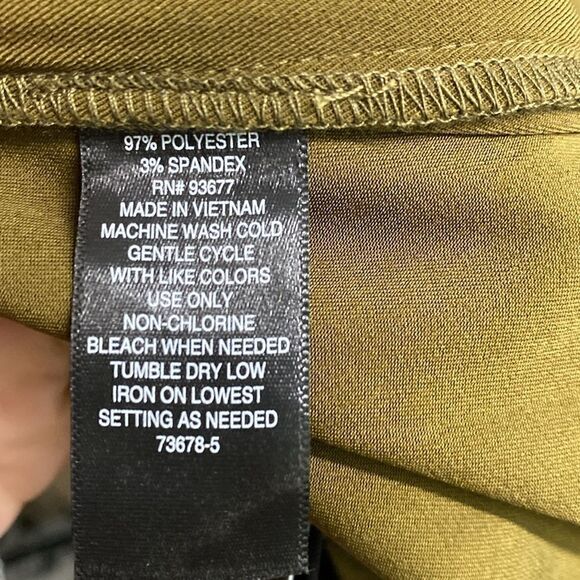 97% POLYESTER
3% SPANDEX
RN# 93677
MADE IN VIETNAM
MACHINE WASH COLD
GENTLE CYCLE
WITH LIKE COLORS
USE ONLY
NON-CHLORINE
BLEACH WHEN NEEDED
TUMBLE DRY LOW
IRON ON LOWEST
SETTING AS NEEDED
73678-5